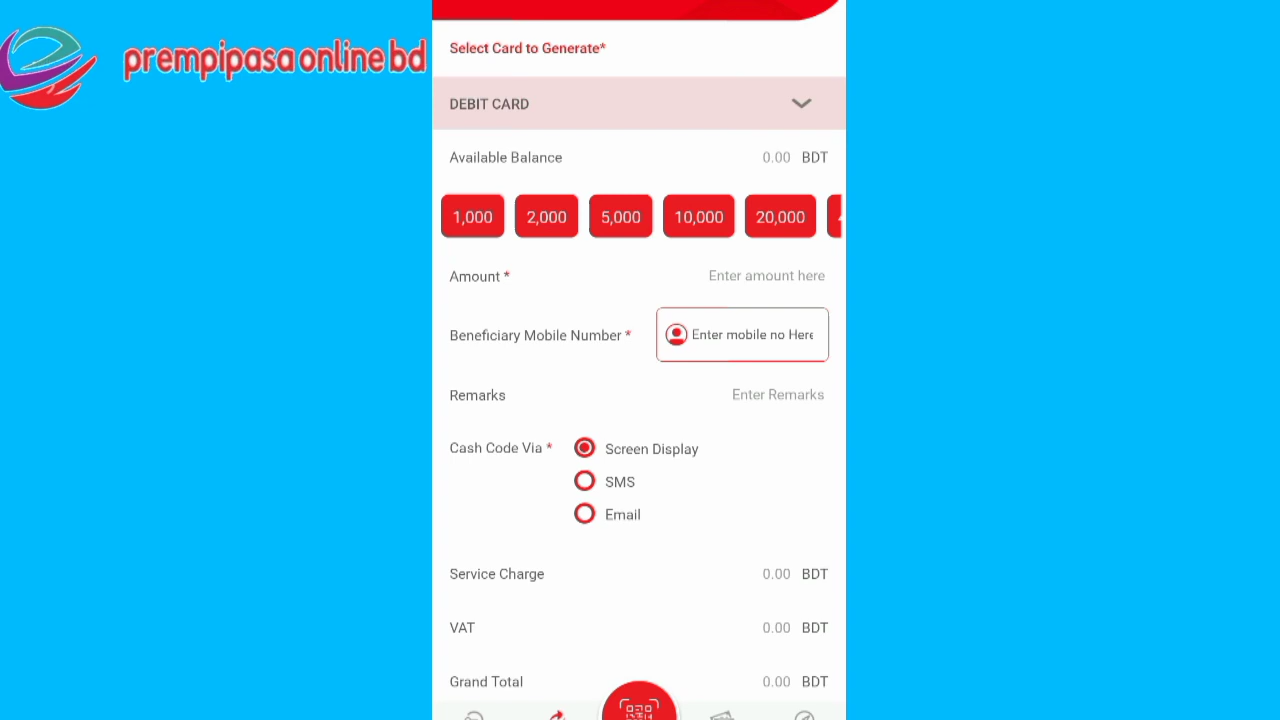 prempipasa online bd
Select Card to Generate*
DEBIT CARD
Available Balance 0.00 BDT
1,000 2,000 5,000 10,000 20,000
Amount * Enter amount here
Beneficiary Mobile Number * Enter mobile no Here
Remarks Enter Remarks
Cash Code Via * Screen Display
SMS
Email
Service Charge 0.00 BDT
VAT 0.00 BDT
Grand Total 0.00 BDT